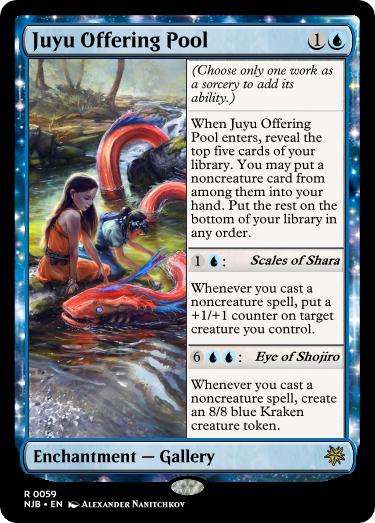 Juyu Offering Pool 1
(Choose only one work as
a sorcery to add its
ability.)
When Juyu Offering
Pool enters, reveal the
top five cards of your
library. You may put a
noncreature card from
among them into your
hand. Put the rest on the
bottom of your library in
any order.
1 : Scales of Shara
Whenever you cast a
noncreature spell, put a
+1/+1 counter on target
creature you control.
6 : Eye of Shojiro
Whenever you cast a
noncreature spell, create
an 8/8 blue Kraken
creature token.
Enchantment — Gallery
R 0059
NJB • EN Alexander Nanitchkov